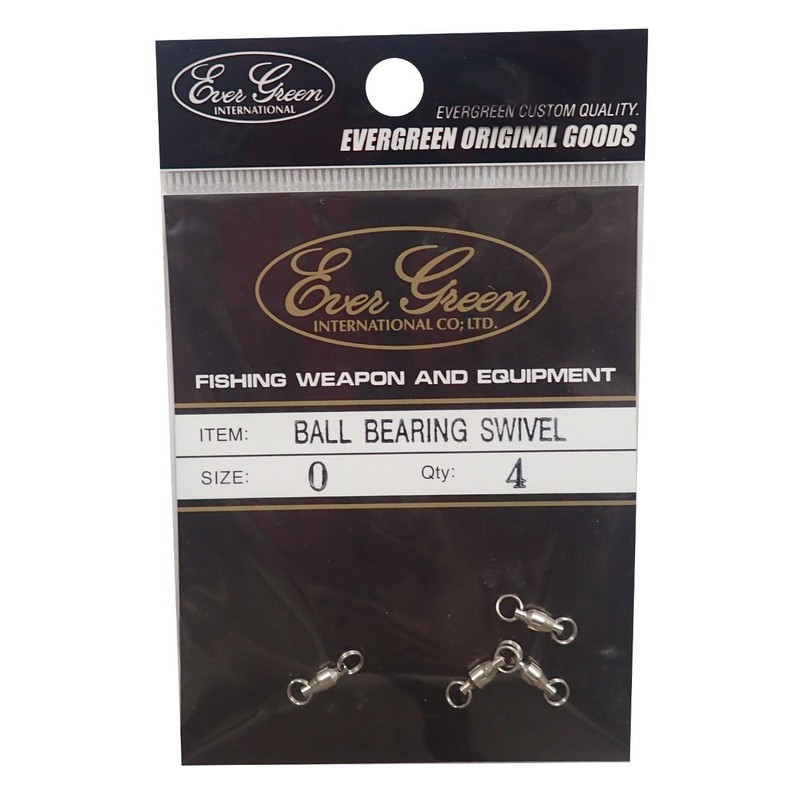 Ever Green
INTERNATIONAL
EVERGREEN CUSTOM QUALITY.
EVERGREEN ORIGINAL GOODS
Ever Green
INTERNATIONAL CO; LTD.
FISHING WEAPON AND EQUIPMENT
ITEM: BALL BEARING SWIVEL
SIZE: 0 Qty: 4